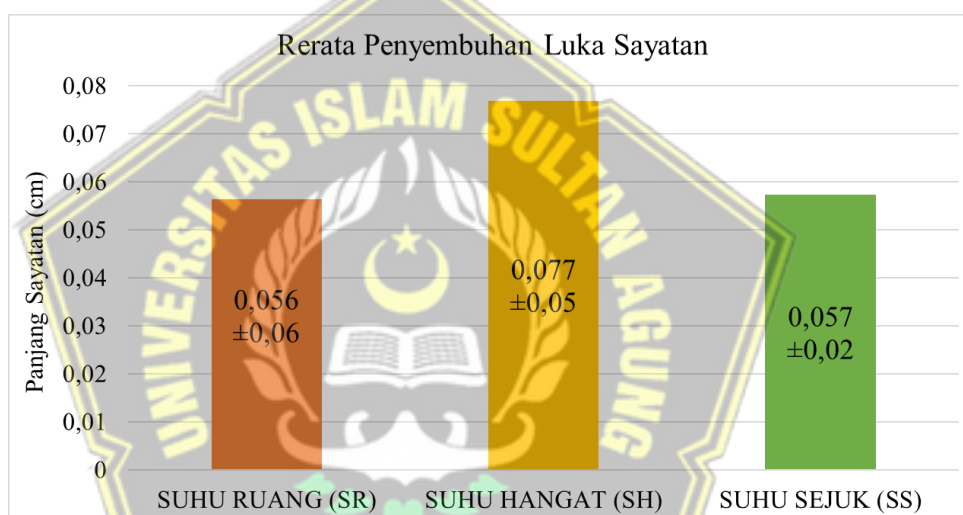 Rerata Penyembuhan Luka Sayatan
Panjang Sayatan (cm)
0,08
0,07
0,06
0,05
0,04
0,03
0,02
0,01
0
0,056
±0,06
0,077
±0,05
0,057
±0,02
SUHU RUANG (SR)
SUHU HANGAT (SH)
SUHU SEJUK (SS)
UNIVERSITAS ISLAM SULTAN AGUNG